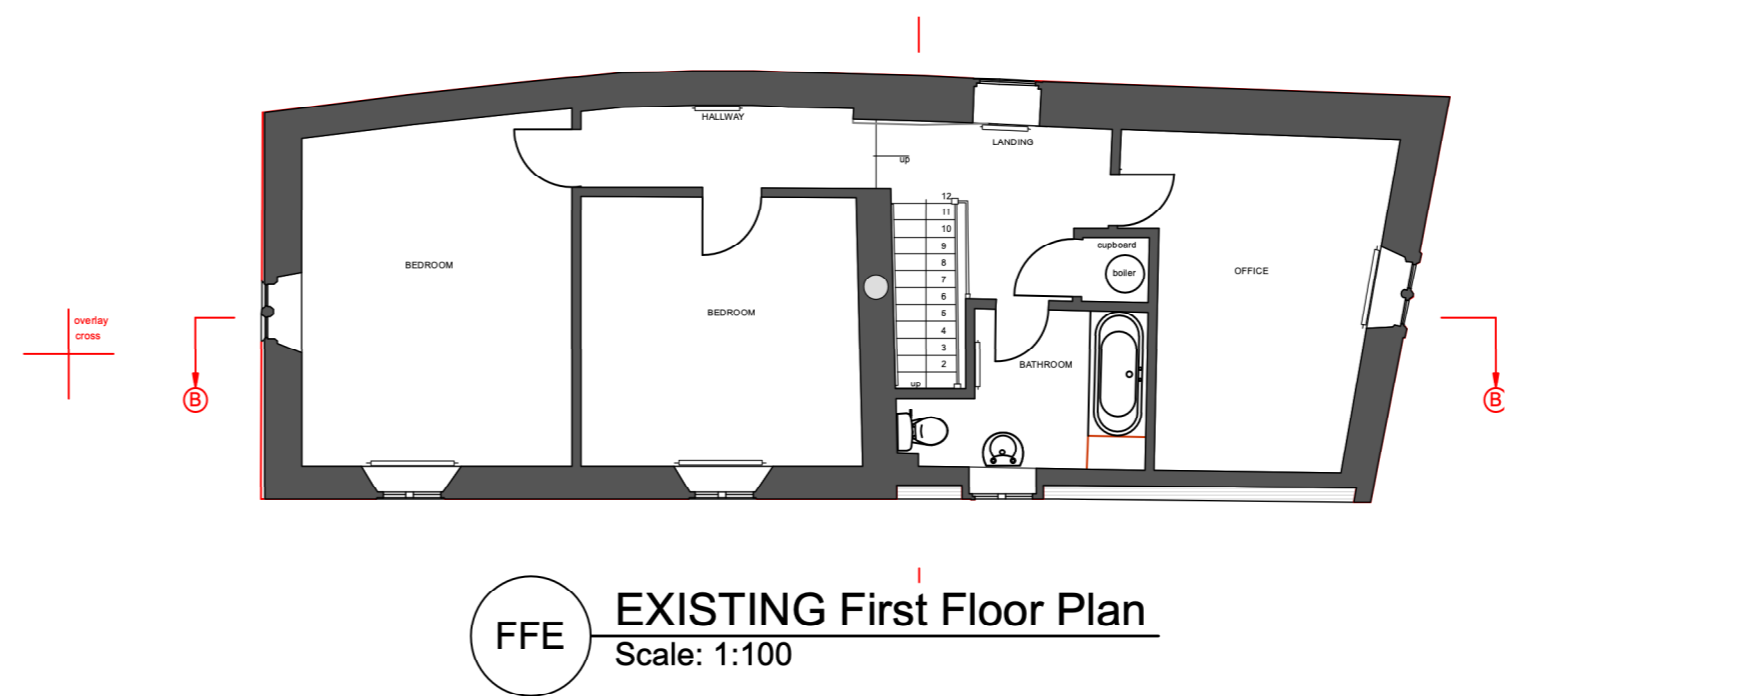 HALLWAY
LANDING
up
12
11
10
9
8
7
6
5
4
3
2
up
cupboard
boiler
BEDROOM
OFFICE
BEDROOM
overlay
cross
BATHROOM
B
B
FFE
EXISTING First Floor Plan
Scale: 1:100